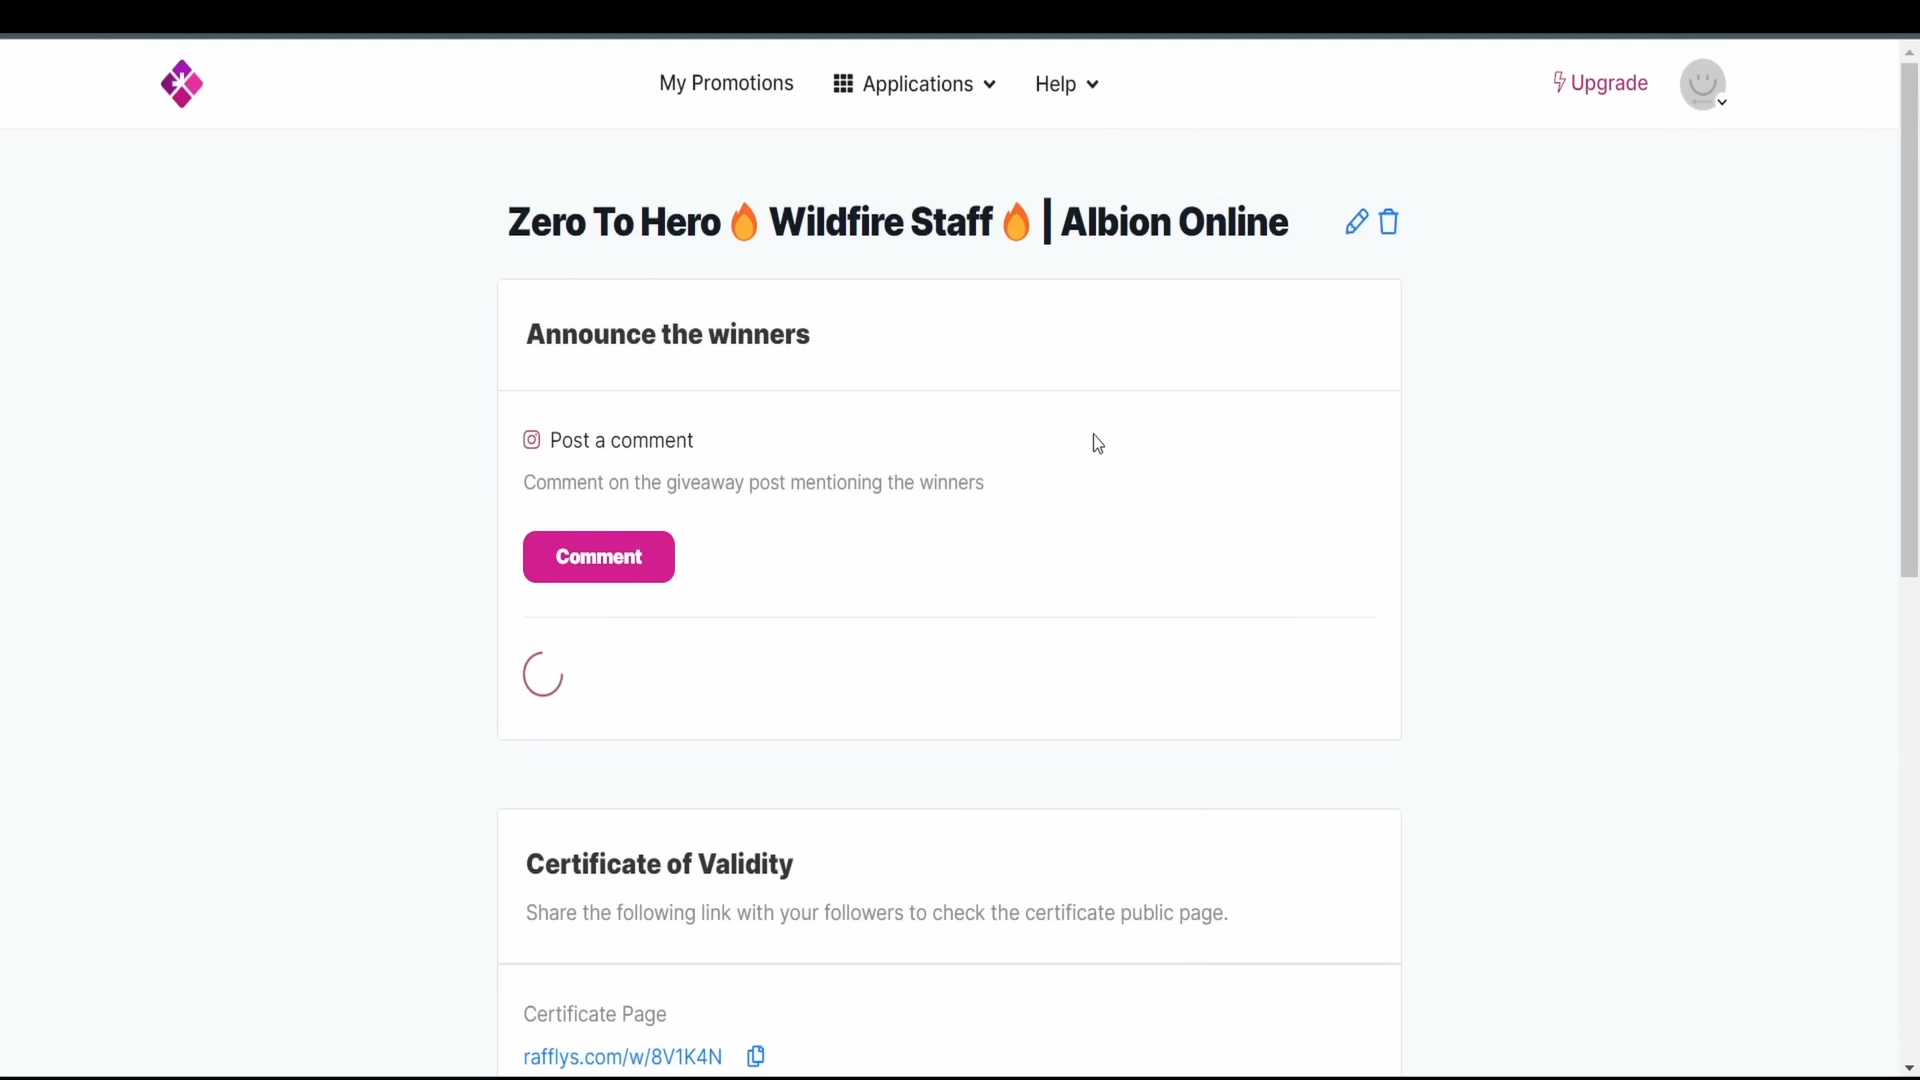 My Promotions Applications Help Upgrade
Zero To Hero🔥Wildfire Staff🔥| Albion Online
Announce the winners
Post a comment
Comment on the giveaway post mentioning the winners
Comment
Certificate of Validity
Share the following link with your followers to check the certificate public page.
Certificate Page
rafflys.com/w/8V1K4N